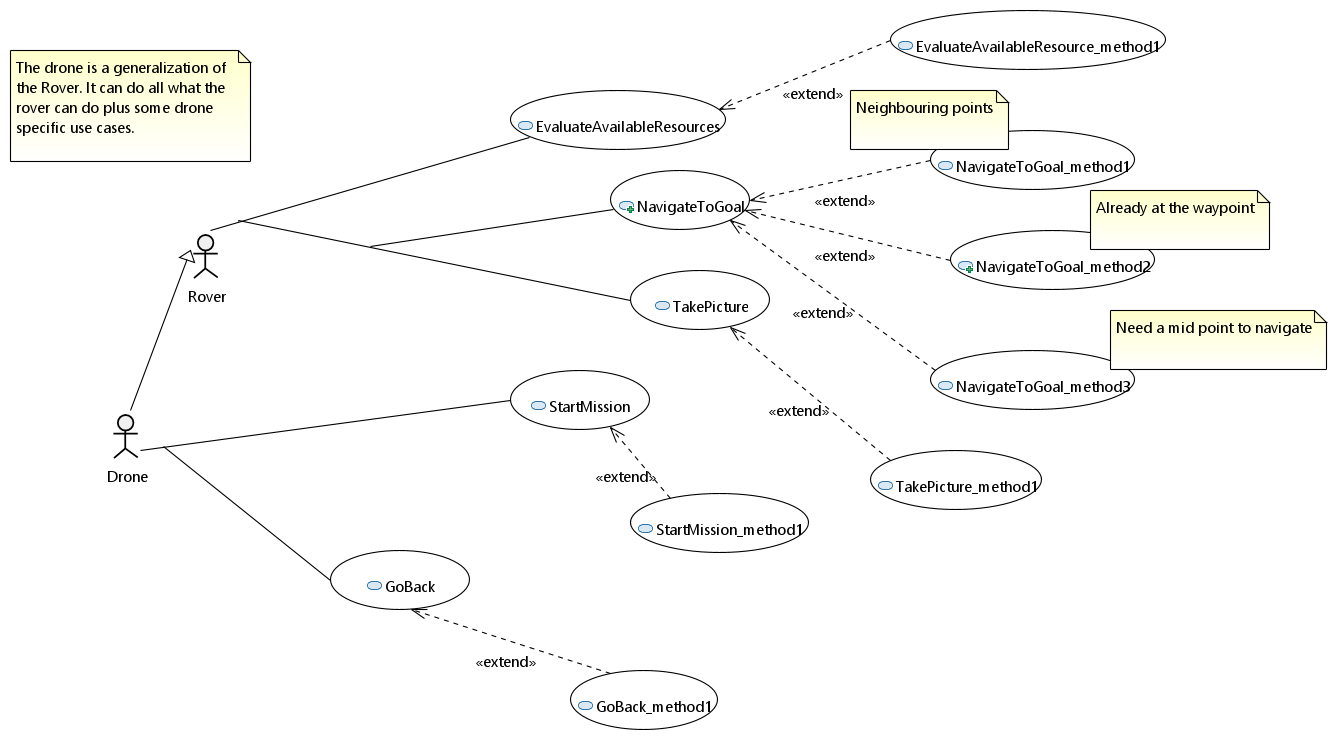 EvaluateAvailableResource_method1
The drone is a generalization of
the Rover. It can do all what the
rover can do plus some drone
specific use cases.
«extend»
Neighbouring points
EvaluateAvailableResources
NavigateToGoal_method1
«extend»
NavigateToGoal
Already at the waypoint
«extend»
NavigateToGoal_method2
Rover
TakePicture
«extend»
Need a mid point to navigate
NavigateToGoal_method3
StartMission
«extend»
Drone
«extend»
TakePicture_method1
StartMission_method1
GoBack
«extend»
GoBack_method1